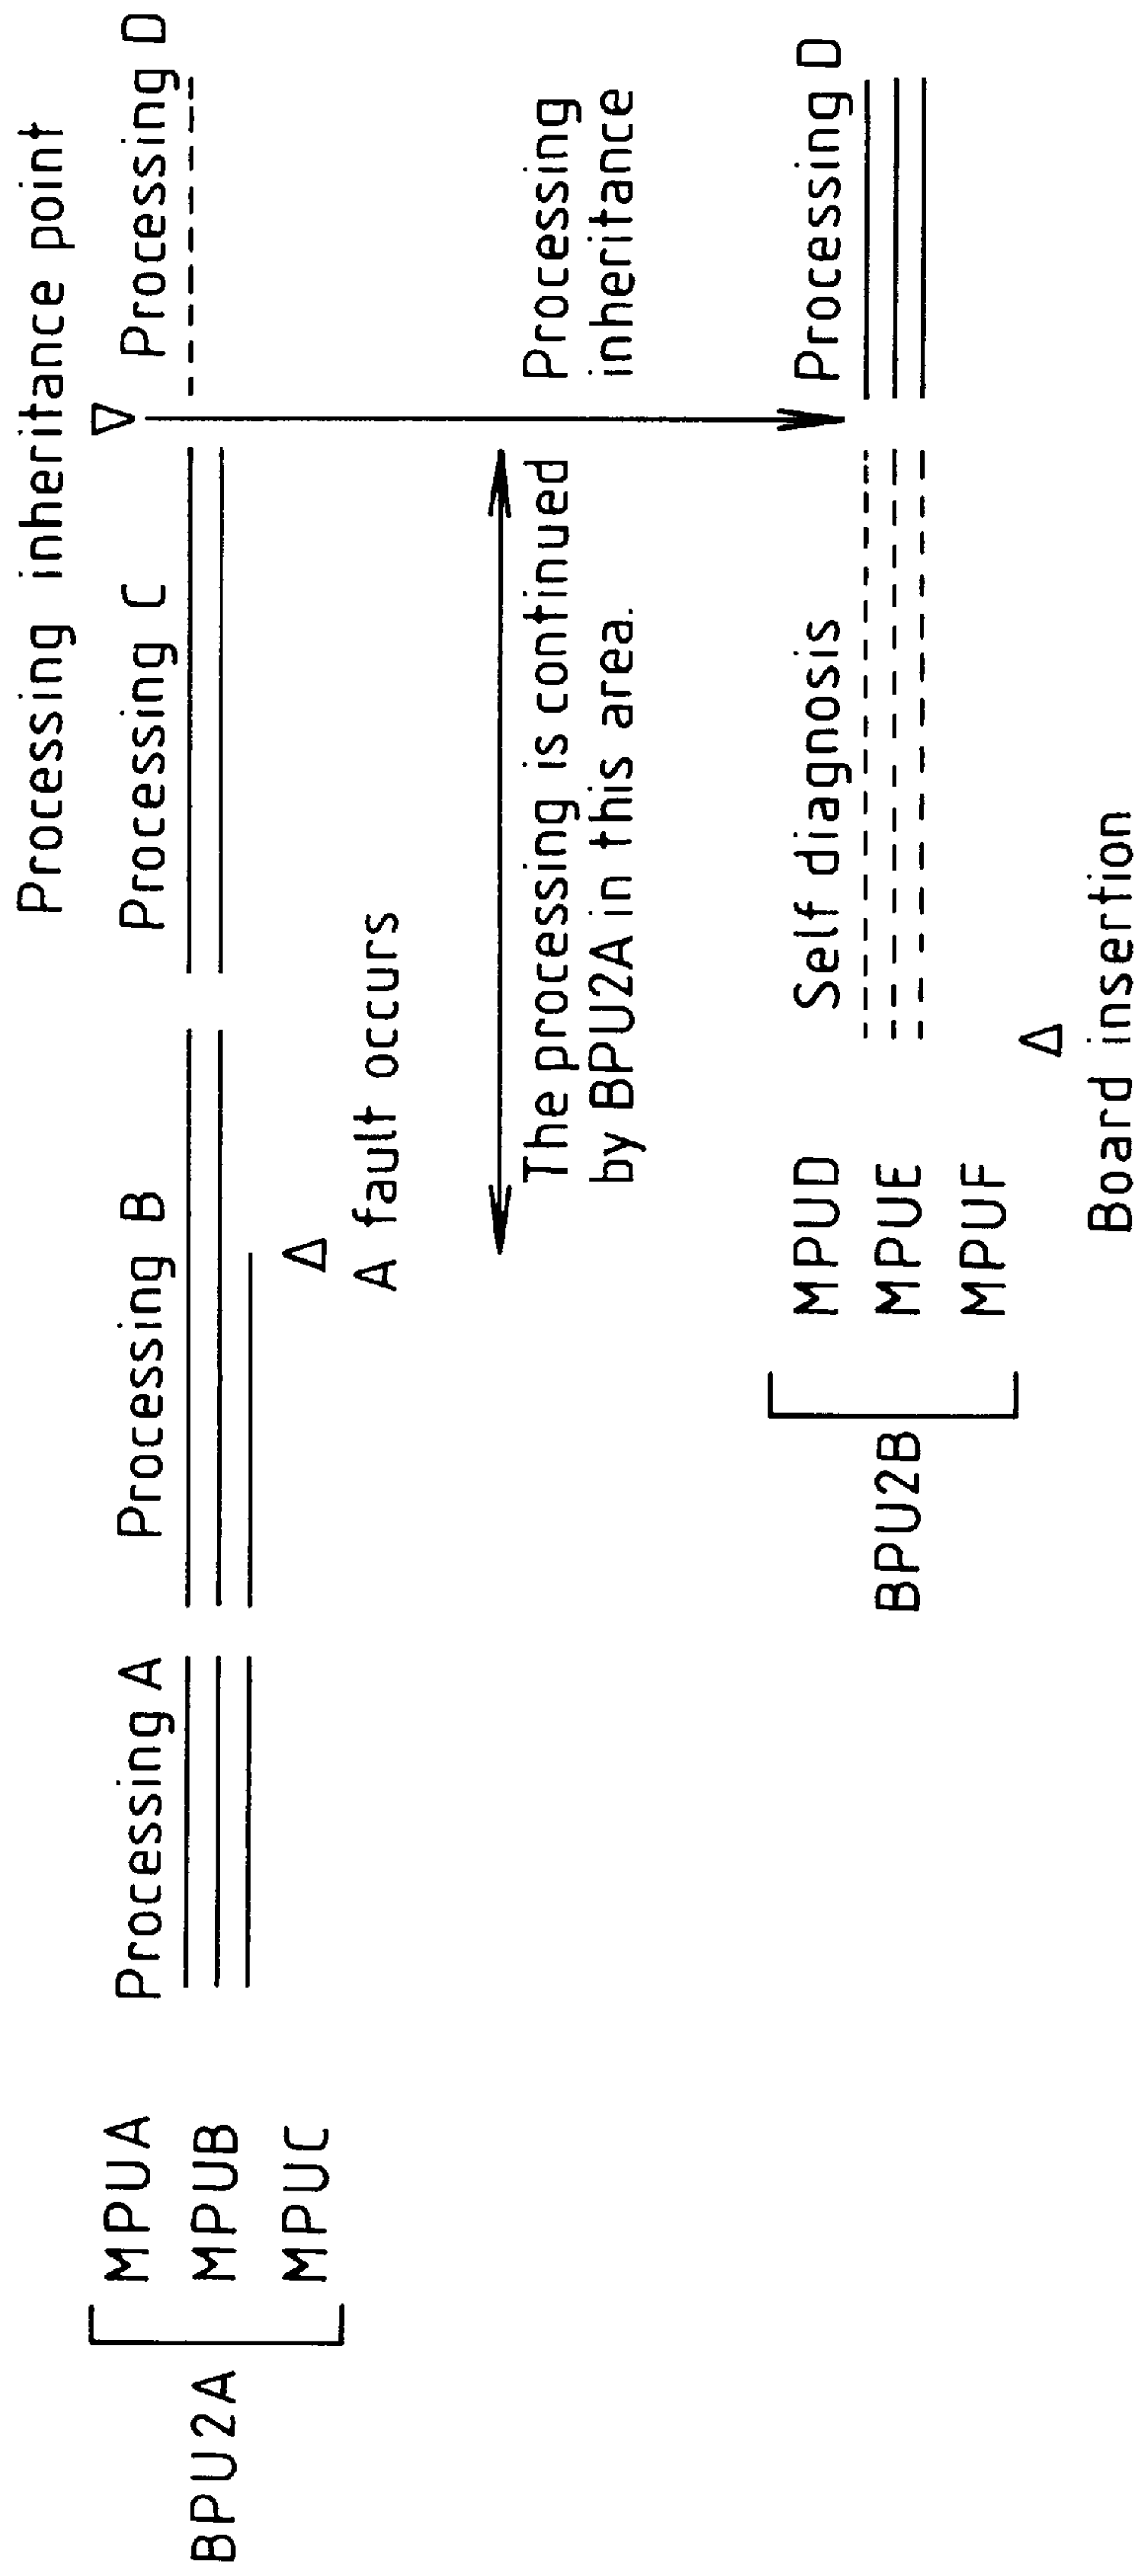 Processing inheritance point
Processing A
Processing B
Processing C
Processing D
BPU2A
MPUA
MPUB
MPUC
A fault occurs
The processing is continued
by BPU2A in this area.
Processing
inheritance
BPU2B
MPUD
MPUE
MPUF
Self diagnosis
Processing D
Board insertion